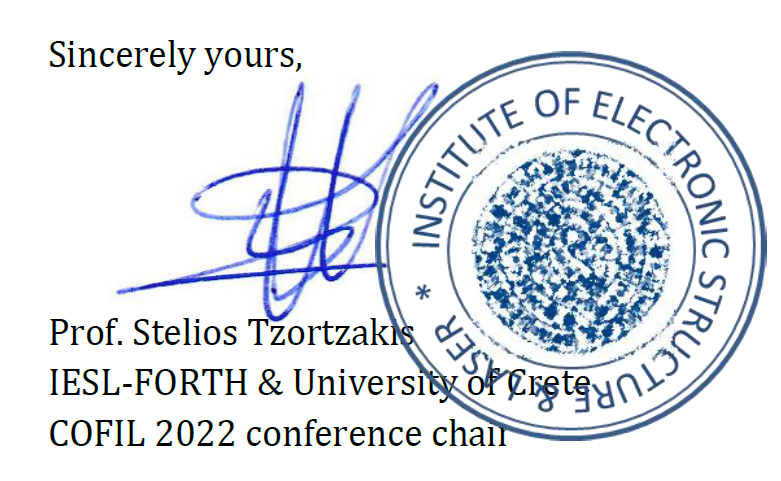 Sincerely yours,
INSTITUTE OF ELECTRONIC STRUCTURE & LASER *
Prof. Stelios Tzortzakis
IESL-FORTH & University of Crete
COFIL 2022 conference chair